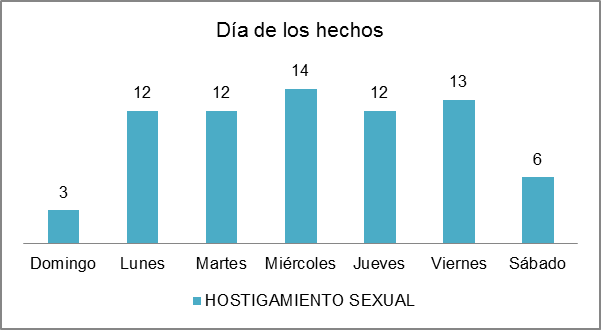 Día de los hechos
14
13
12
12
12
6
3
Domingo Lunes Martes Miércoles Jueves Viernes Sábado
HOSTIGAMIENTO SEXUAL